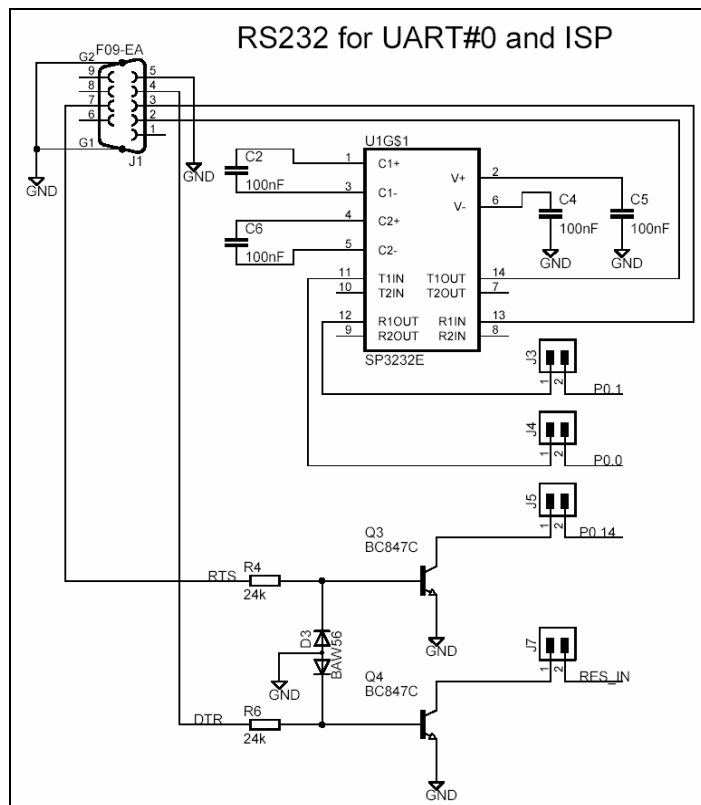 RS232 for UART#0 and ISP
F09-EA
G2
9
8
7
6
G1
5
4
3
2
1
J1
GND
GND
U1G$1
C2
100nF
C6
100nF
1
3
4
5
11
10
12
9
C1+
C1-
C2+
C2-
T1IN
T2IN
R1OUT
R2OUT
V+
V-
T1OUT
T2OUT
R1IN
R2IN
2
6
14
7
13
8
SP3232E
C4
100nF
GND
C5
100nF
GND
J3
1
2
P0.1
J4
1
2
P0.0
J5
1
2
P0.14
Q3
BC847C
RTS
R4
24k
GND
D3
BAW56
GND
J7
1
2
RES_IN
Q4
BC847C
DTR
R6
24k
GND